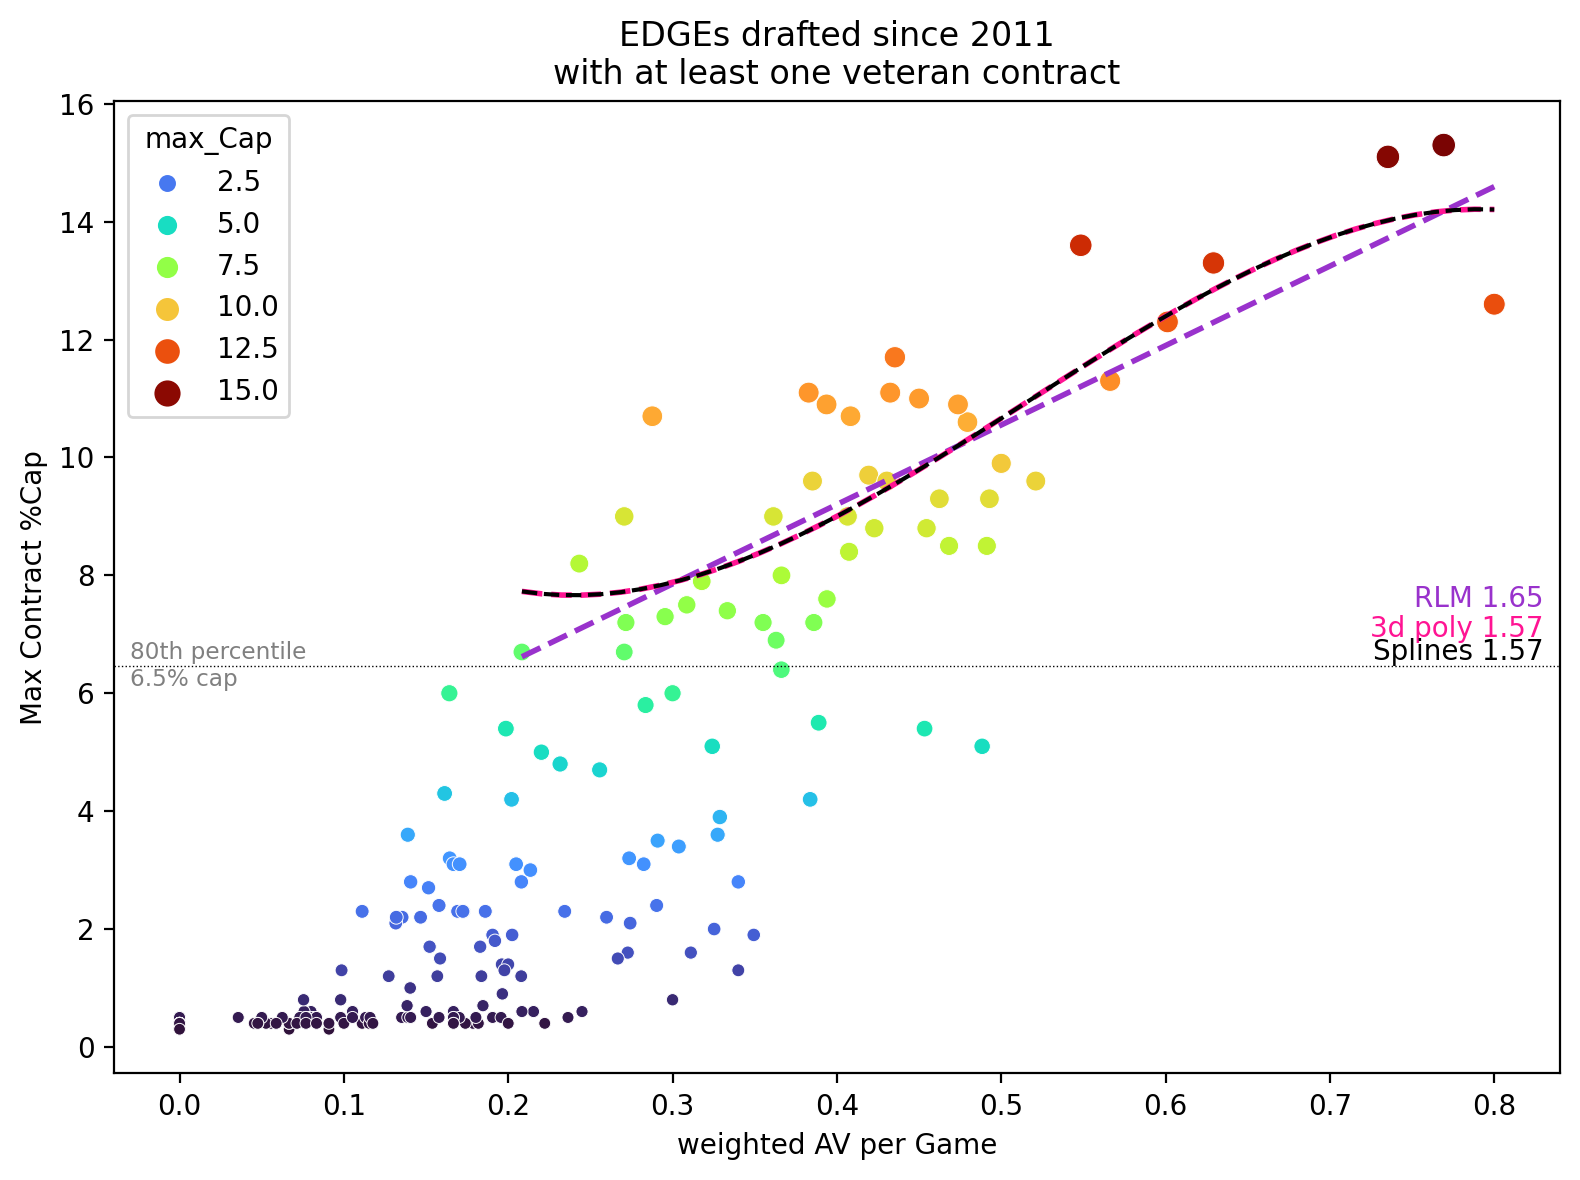 EDGEs drafted since 2011
with at least one veteran contract
Max Contract %Cap
16
14
12
10
8
6
4
2
0
max_Cap
2.5
5.0
7.5
10.0
12.5
15.0
RLM 1.65
3d poly 1.57
Splines 1.57
80th percentile
6.5% cap
0.0 0.1 0.2 0.3 0.4 0.5 0.6 0.7 0.8
weighted AV per Game